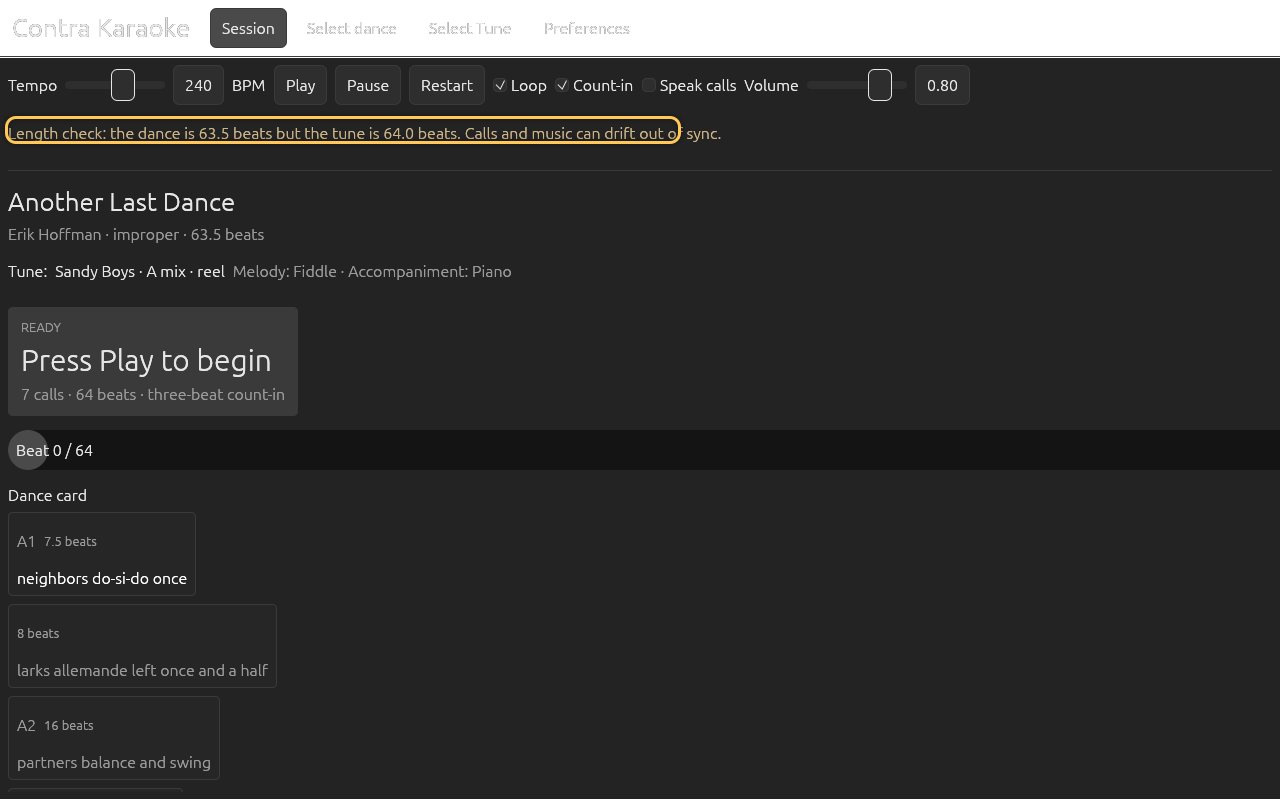 Contra Karaoke Session Select dance Select Tune Preferences
Tempo 240 BPM Play Pause Restart Loop Count-in Speak calls Volume 0.80
Length check: the dance is 63.5 beats but the tune is 64.0 beats. Calls and music can drift out of sync.
Another Last Dance
Erik Hoffman · improper · 63.5 beats
Tune: Sandy Boys · A mix · reel Melody: Fiddle · Accompaniment: Piano
READY
Press Play to begin
7 calls · 64 beats · three-beat count-in
Beat 0 / 64
Dance card
A1 7.5 beats
neighbors do-si-do once
8 beats
larks allemande left once and a half
A2 16 beats
partners balance and swing